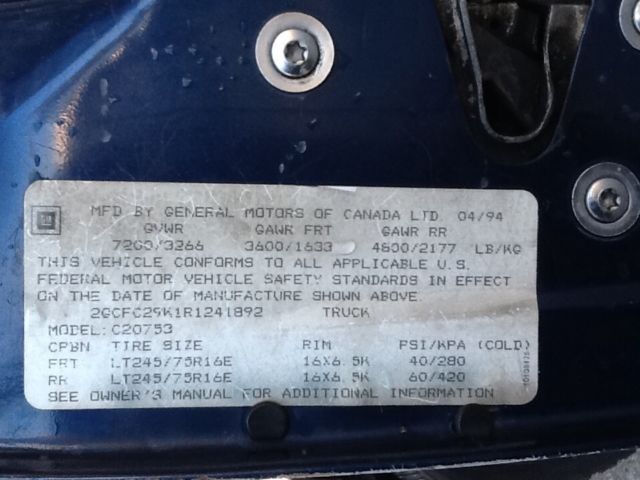 GM
MFD BY GENERAL MOTORS OF CANADA LTD. 04/94
GVWR GAWR FRT GAWR RR
7200/3266 3600/1633 4800/2177 LB/KG
THIS VEHICLE CONFORMS TO ALL APPLICABLE U.S.
FEDERAL MOTOR VEHICLE SAFETY STANDARDS IN EFFECT
ON THE DATE OF MANUFACTURE SHOWN ABOVE.
2GCFC29K1R1241892 TRUCK
MODEL: C20753
CPBN TIRE SIZE RIM PSI/KPA (COLD)
FRT LT245/75R16E 16X6.5K 40/280
RR LT245/75R16E 16X6.5K 60/420
SEE OWNER'S MANUAL FOR ADDITIONAL INFORMATION